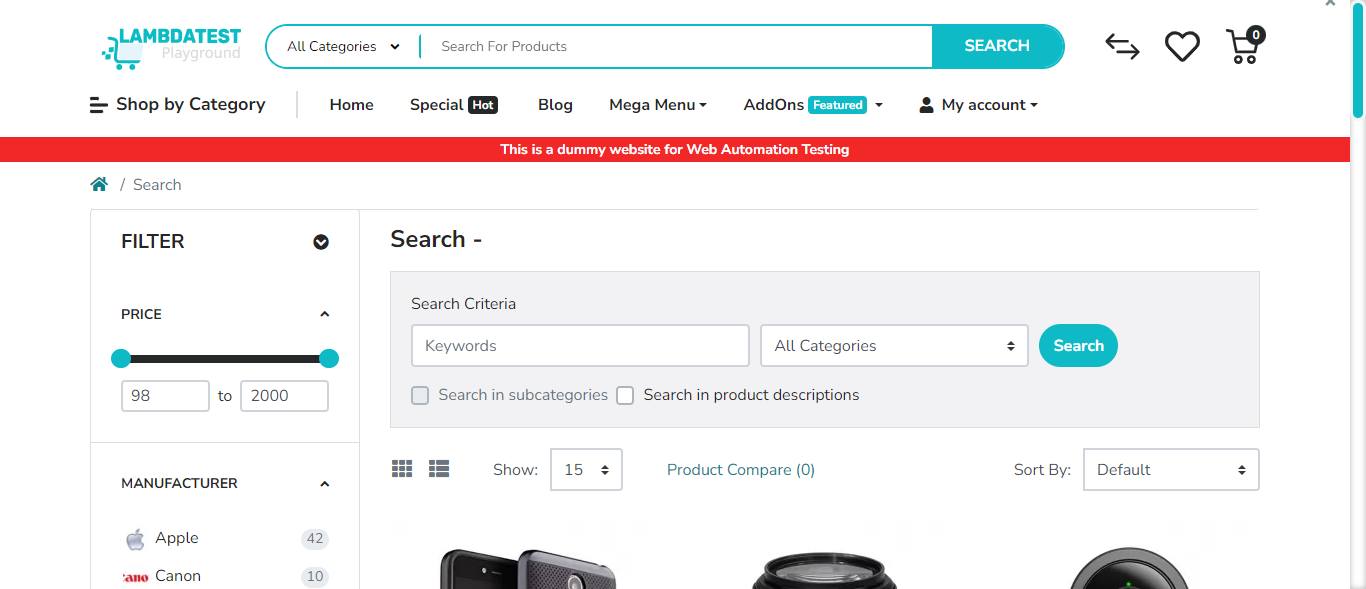 LAMBDATEST
Playground
All Categories
Search For Products
SEARCH
0
Shop by Category
Home
Special Hot
Blog
Mega Menu
AddOns Featured
My account
This is a dummy website for Web Automation Testing
/ Search
FILTER
PRICE
98 to 2000
MANUFACTURER
Apple 42
Canon 10
Search -
Search Criteria
Keywords
All Categories
Search
Search in subcategories
Search in product descriptions
Show: 15
Product Compare (0)
Sort By: Default